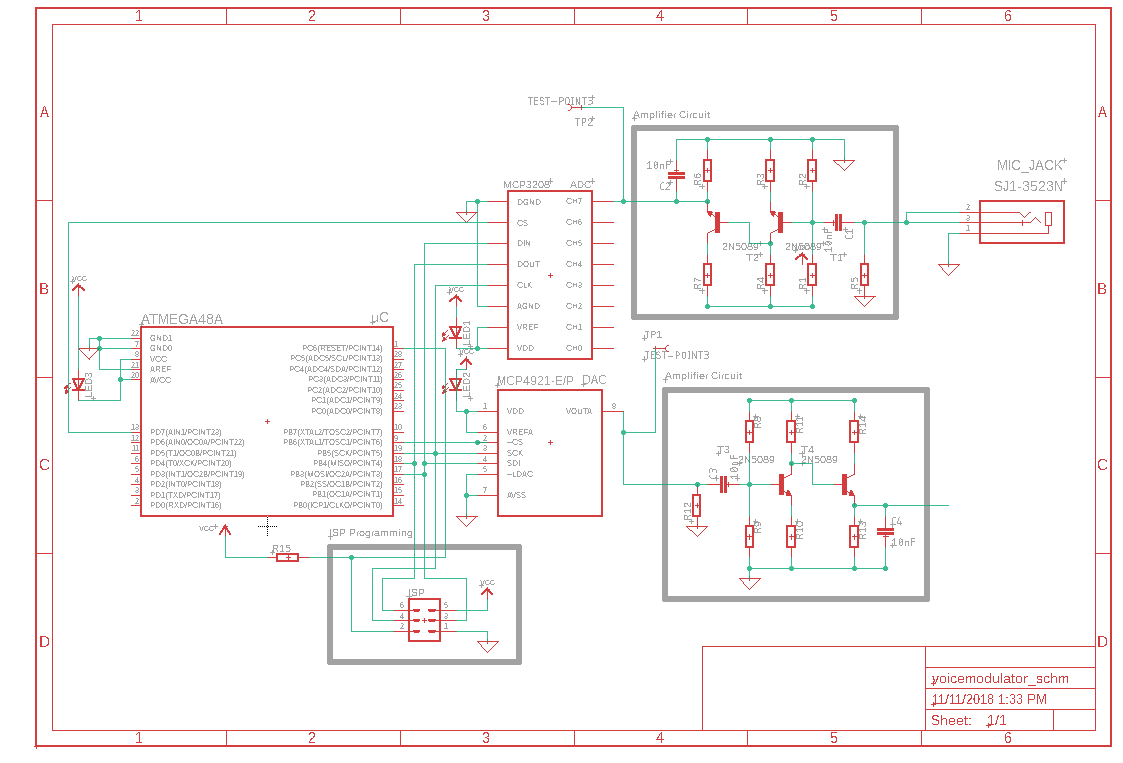 1 2 3 4 5 6
A A
B B
C C
D D
TEST-POINT3
TP2
Amplifier Circuit
10nF
C2
R6
R3
R2
2N5089
T2
2N5089
T1
10nF
C1
R7
R4
R1
R5
MIC_JACK
SJ1-3523N
2
3
1
MCP3208 ADC
DGND CH7
CS CH6
DIN CH5
DOUT CH4
CLK CH3
AGND CH2
VREF CH1
VDD CH0
VCC
VCC
LED1
VCC
LED2
LED3
ATMEGA48A µC
22 GND1
7 GND0
8 VCC
21 AREF
20 AVCC
13 PD7(AIN1/PCINT23)
12 PD6(AIN0/OC0A/PCINT22)
11 PD5(T1/OC0B/PCINT21)
6 PD4(T0/XCK/PCINT20)
5 PD3(INT1/OC2B/PCINT19)
4 PD2(INT0/PCINT18)
3 PD1(TXD/PCINT17)
2 PD0(RXD/PCINT16)
PC6(RESET/PCINT14) 1
PC5(ADC5/SCL/PCINT13) 28
PC4(ADC4/SDA/PCINT12) 27
PC3(ADC3/PCINT11) 26
PC2(ADC2/PCINT10) 25
PC1(ADC1/PCINT9) 24
PC0(ADC0/PCINT8) 23
PB7(XTAL2/TOSC2/PCINT7) 10
PB6(XTAL1/TOSC1/PCINT6) 9
PB5(SCK/PCINT5) 19
PB4(MISO/PCINT4) 18
PB3(MOSI/OC2A/PCINT3) 17
PB2(SS/OC1B/PCINT2) 16
PB1(OC1A/PCINT1) 15
PB0(ICP1/CLKO/PCINT0) 14
MCP4921-E/P DAC
1 VDD VOUTA 8
6 VREFA
2 -CS
3 SCK
4 SDI
5 -LDAC
7 AVSS
JP1
TEST-POINT3
Amplifier Circuit
R8
R11
R14
T3
2N5089
T4
2N5089
C3
10nF
R12
R9
R10
R13
C4
10nF
VCC
R15
ISP Programming
VCC
ISP
6 5
4 3
2 1
voicemodulator_schm
11/11/2018 1:33 PM
Sheet: 1/1
1 2 3 4 5 6